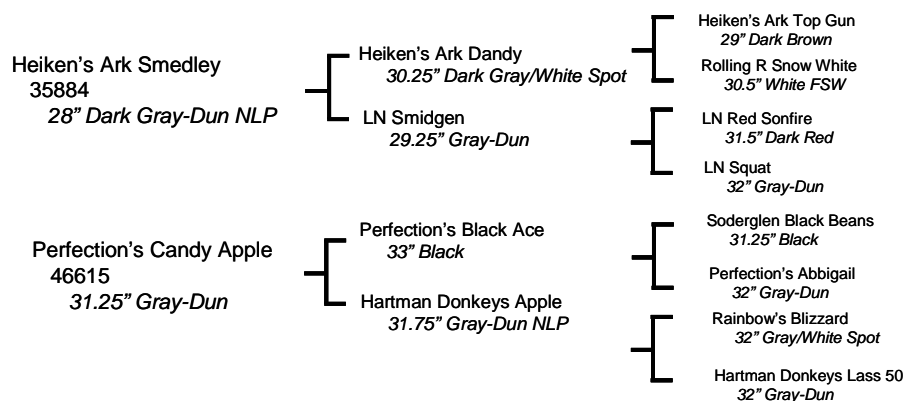 Heiken's Ark Smedley
35884
28” Dark Gray-Dun NLP
Heiken's Ark Dandy
30.25” Dark Gray/White Spot
LN Smidgen
29.25” Gray-Dun
Heiken's Ark Top Gun
29” Dark Brown
Rolling R Snow White
30.5” White FSW
LN Red Sonfire
31.5” Dark Red
LN Squat
32” Gray-Dun
Perfection's Candy Apple
46615
31.25” Gray-Dun
Perfection's Black Ace
33” Black
Hartman Donkeys Apple
31.75” Gray-Dun NLP
Soderglen Black Beans
31.25” Black
Perfection's Abbigail
32” Gray-Dun
Rainbow's Blizzard
32” Gray/White Spot
Hartman Donkeys Lass 50
32” Gray-Dun